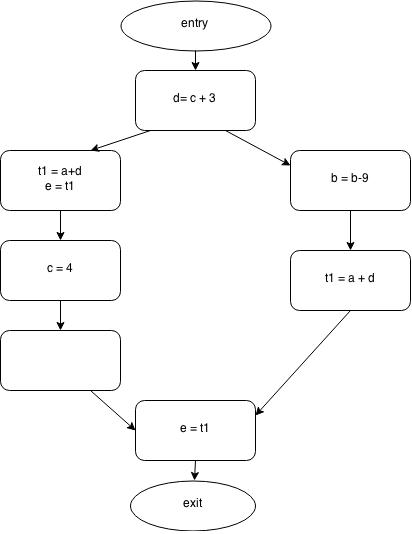 entry
d= c + 3
t1 = a+d
e = t1
b = b-9
c = 4
t1 = a + d
e = t1
exit